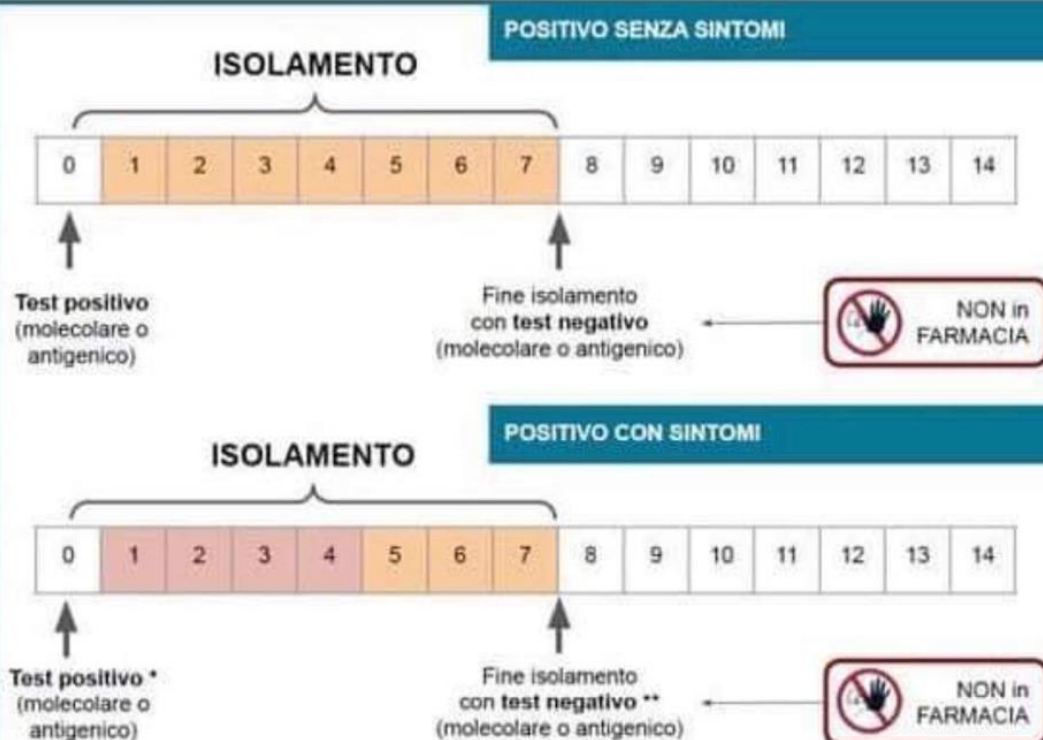 POSITIVO SENZA SINTOMI
ISOLAMENTO
0 1 2 3 4 5 6 7 8 9 10 11 12 13 14
Test positivo
(molecolare o
antigenico)
Fine isolamento
con test negativo
(molecolare o antigenico)
NON in
FARMACIA
POSITIVO CON SINTOMI
ISOLAMENTO
0 1 2 3 4 5 6 7 8 9 10 11 12 13 14
Test positivo *
(molecolare o
antigenico)
Fine isolamento
con test negativo **
(molecolare o antigenico)
NON in
FARMACIA